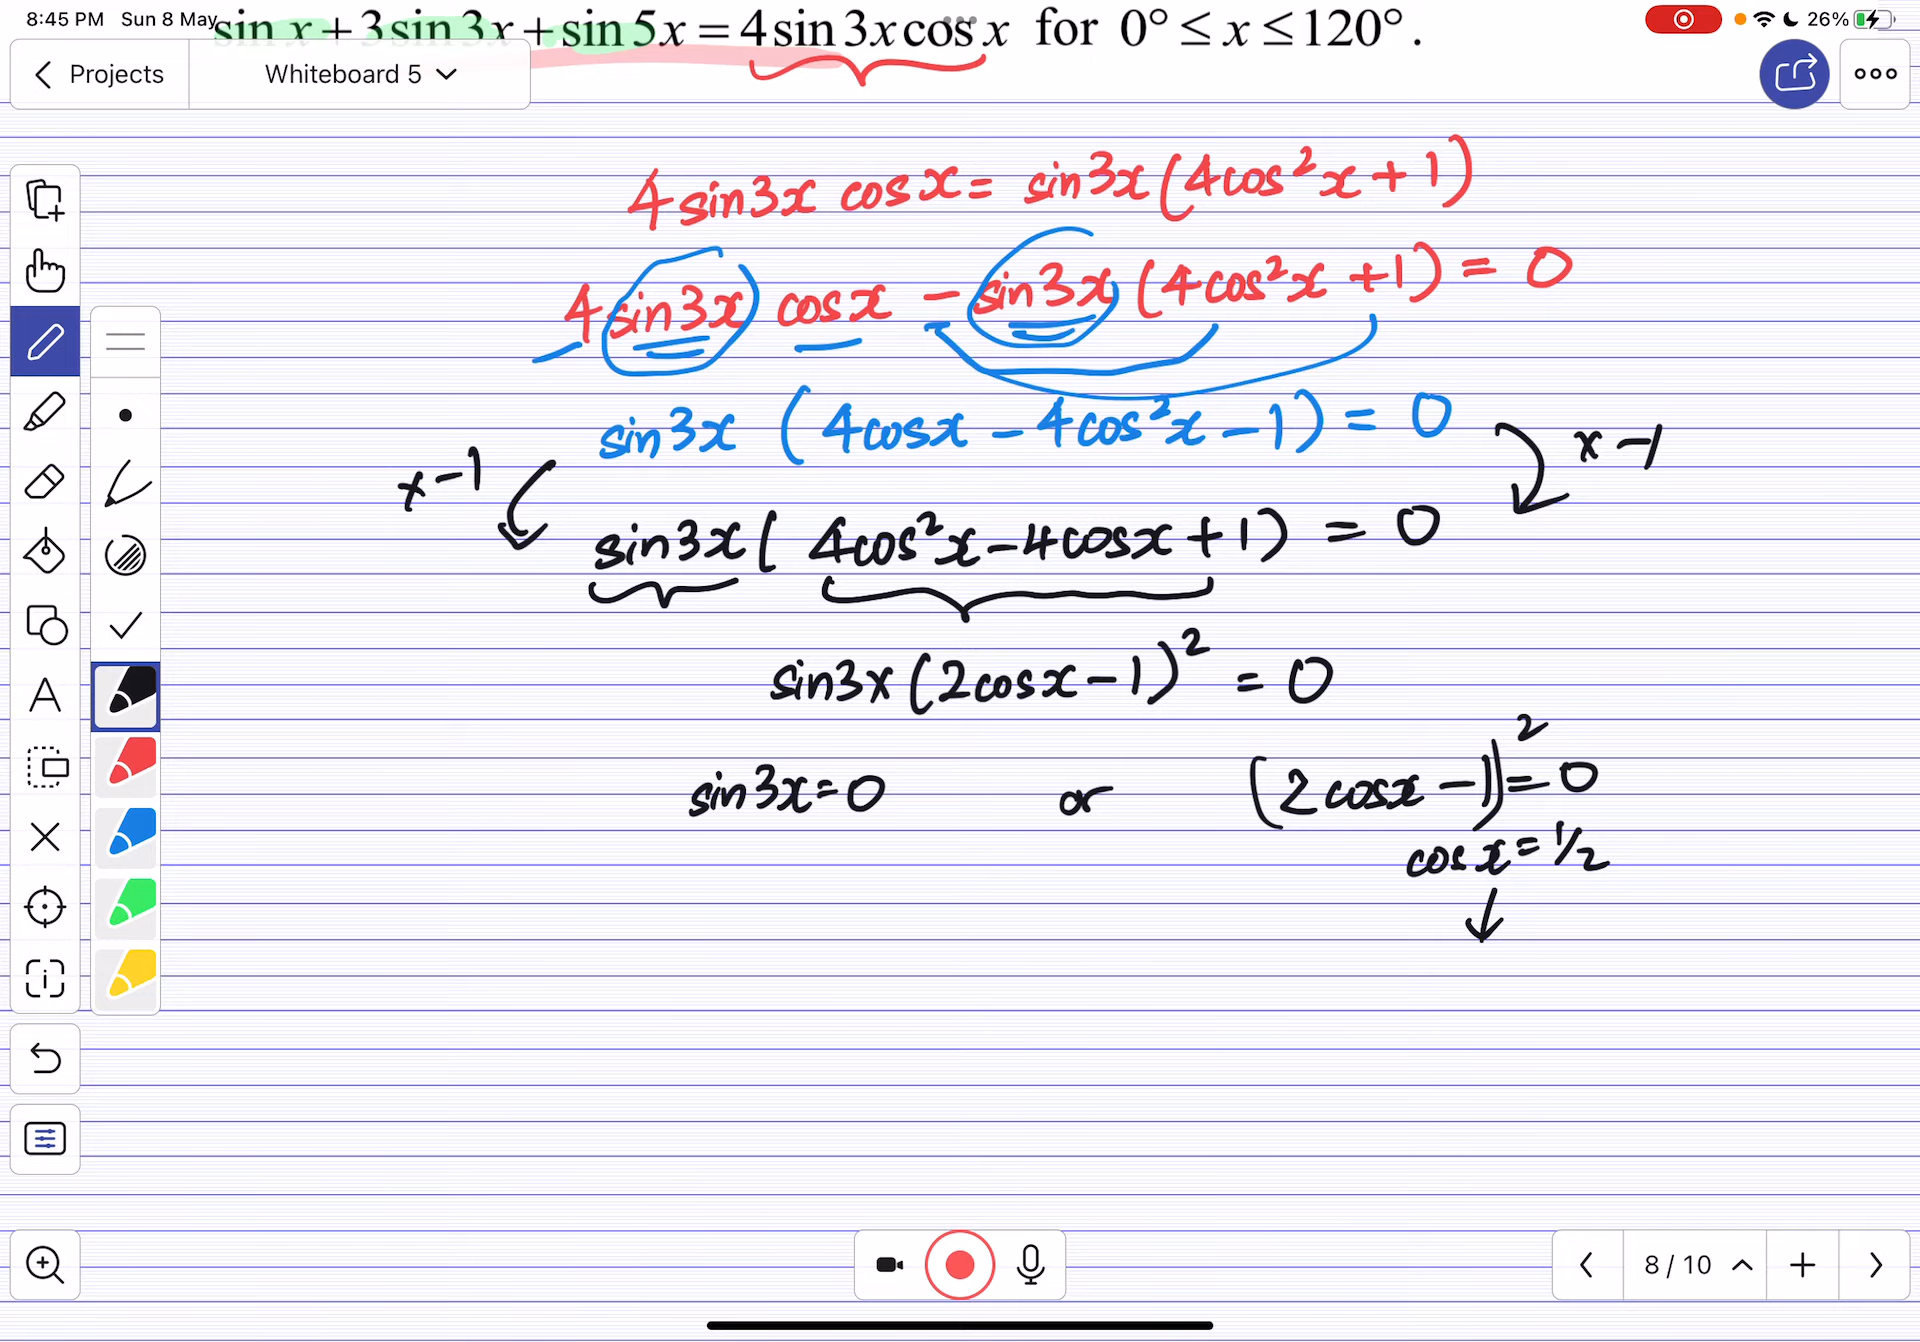 8:45 PM Sun 8 May 26%
sin x + 3 sin 3x + sin 5x = 4 sin 3x cos x for 0° ≤ x ≤ 120°.
Projects Whiteboard 5
4 sin3x cosx = sin3x (4cos²x + 1)
4 sin3x cosx - sin3x (4cos²x + 1) = 0
sin3x (4cosx - 4cos²x - 1) = 0
x -1
x -1
sin3x (4cos²x - 4cosx + 1) = 0
sin3x (2cosx - 1)² = 0
sin3x = 0 or (2cosx - 1)² = 0
cosx = 1/2
A
8 / 10